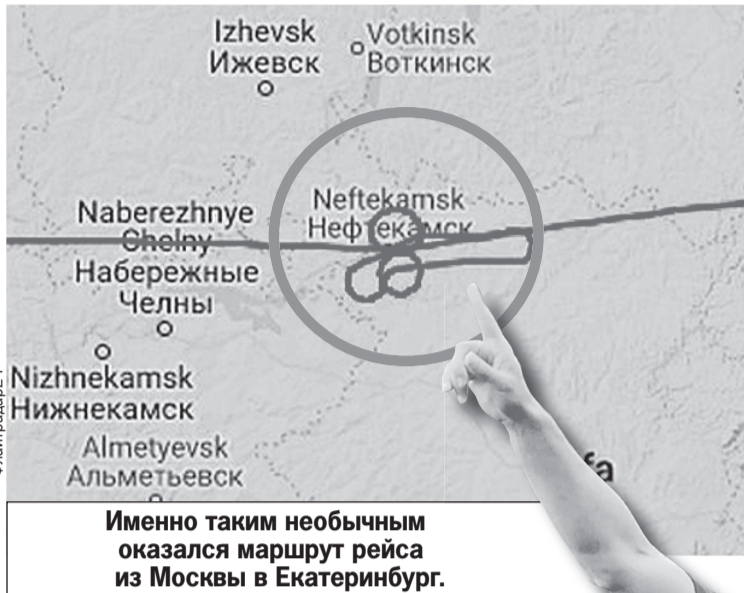 Izhevsk
Ижевск
Votkinsk
Воткинск
Neftekamsk
Нефтекамск
Naberezhnye
Chelny
Набережные
Челны
Nizhnekamsk
Нижнекамск
Almetyevsk
Альметьевск
fa
Именно таким необычным
оказался маршрут рейса
из Москвы в Екатеринбург.